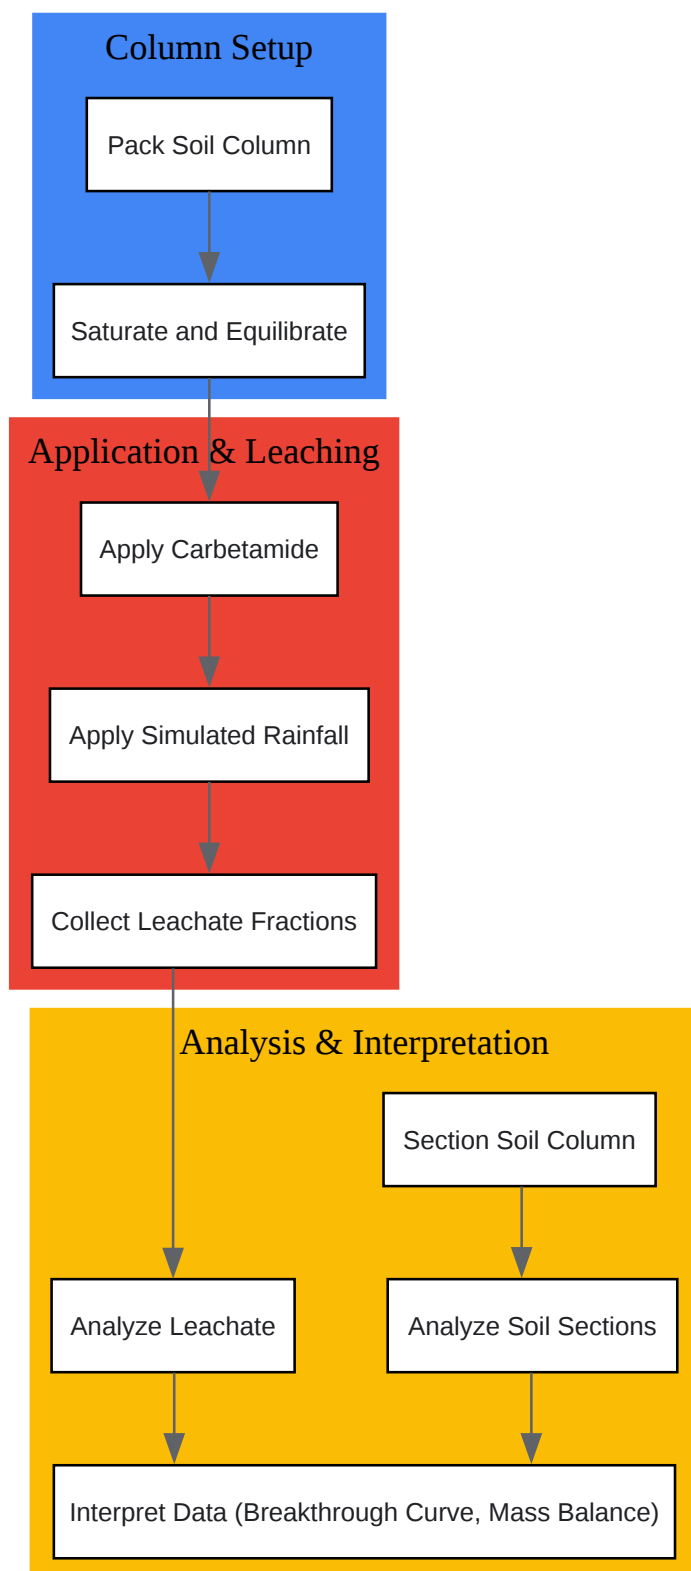 Column Setup
Pack Soil Column
Saturate and Equilibrate
Application & Leaching
Apply Carbetamide
Apply Simulated Rainfall
Collect Leachate Fractions
Analysis & Interpretation
Section Soil Column
Analyze Leachate
Analyze Soil Sections
Interpret Data (Breakthrough Curve, Mass Balance)